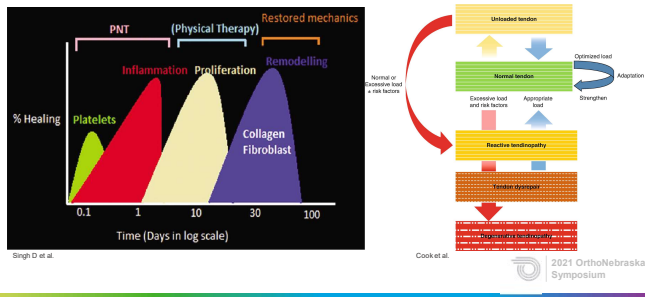 PNT
(Physical Therapy)
Restored mechanics
Inflammation
Proliferation
Remodelling
% Healing
Platelets
Collagen
Fibroblast
0.1
1
10
30
100
Time (Days in log scale)
Singh D et al.
Unloaded tendon
Normal or
Excessive load
± risk factors
Optimized load
Normal tendon
Adaptation
Strengthen
Excessive load
and risk factors
Appropriate
load
Reactive tendinopathy
Tendon dysrepair
Degenerative tendinopathy
Cook et al.
2021 OrthoNebraska
Symposium